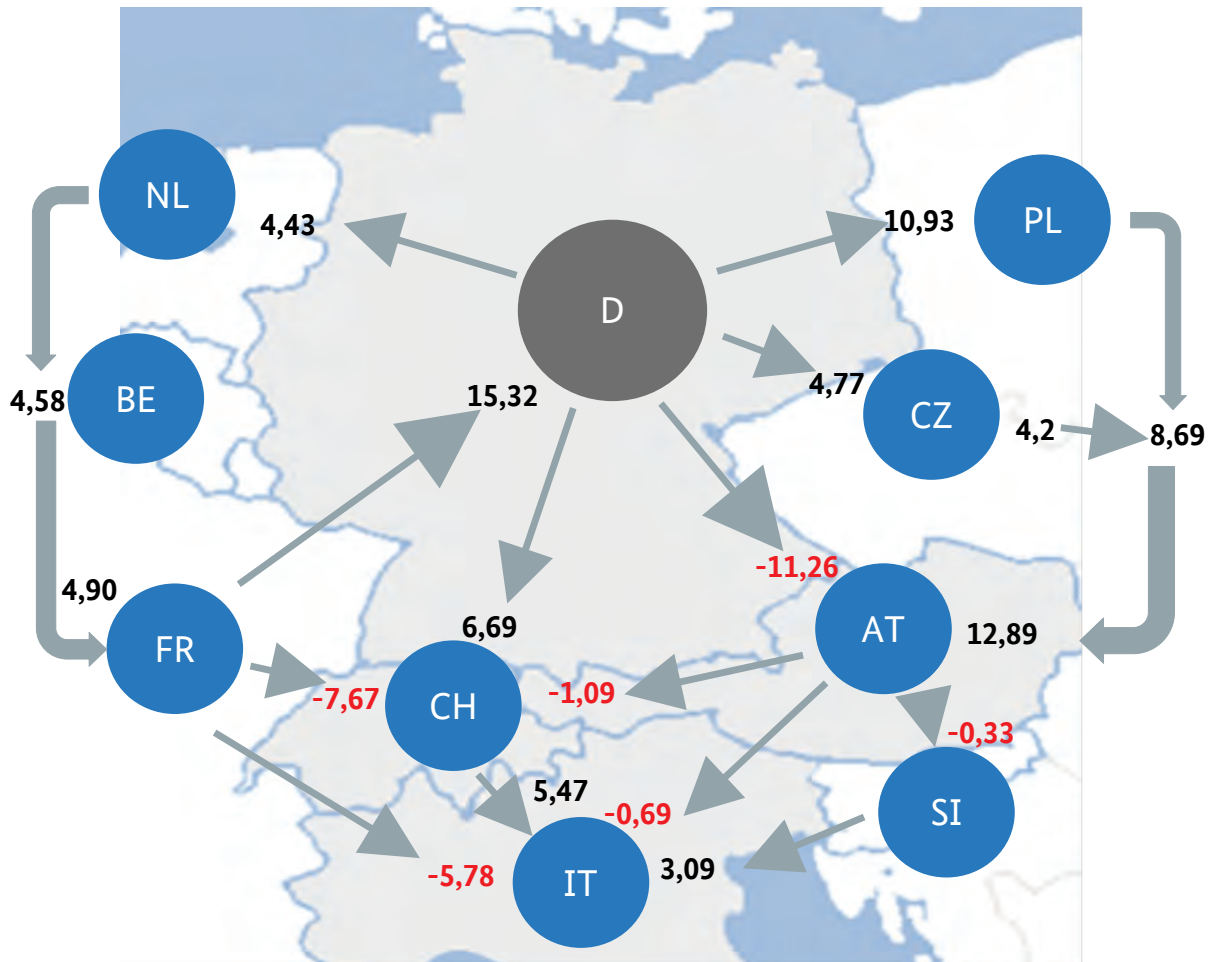 NL
4,43
10,93
PL
D
4,58
BE
15,32
4,77
CZ
4,2
8,69
4,90
FR
-11,26
AT
12,89
6,69
-7,67
CH
-1,09
-0,33
5,47
-0,69
SI
-5,78
IT
3,09